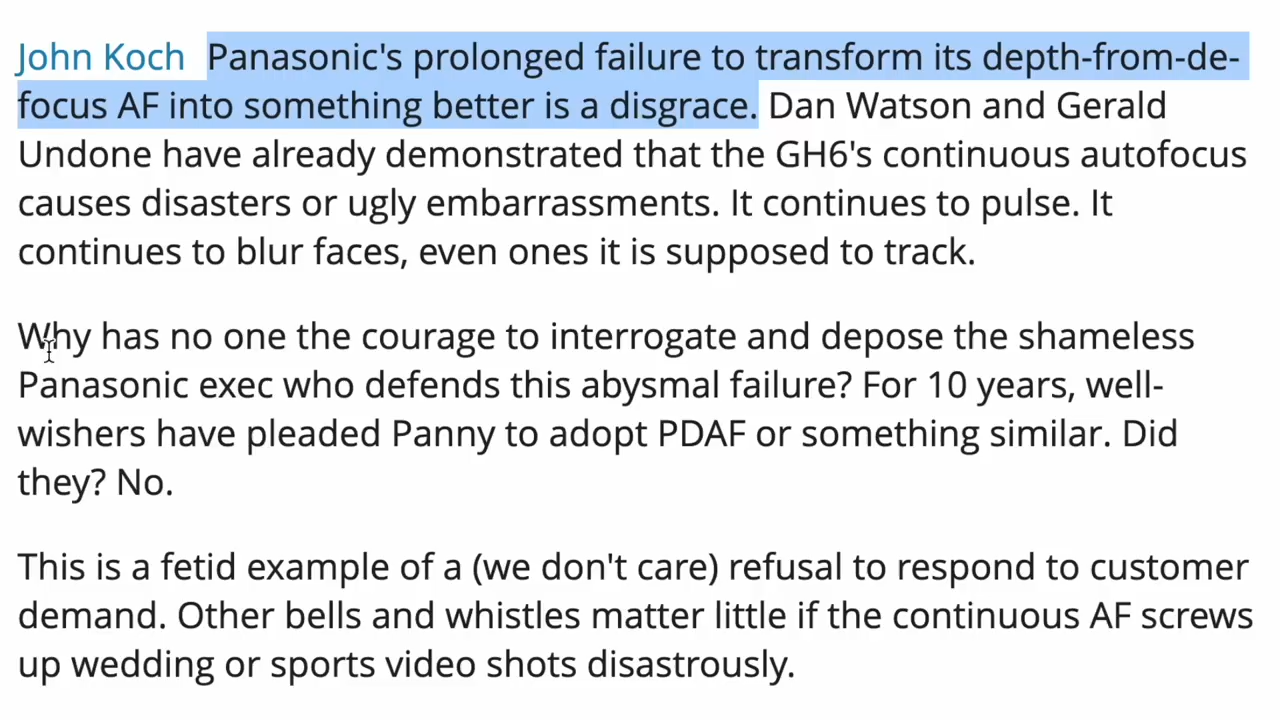 John Koch Panasonic's prolonged failure to transform its depth-from-de-
focus AF into something better is a disgrace. Dan Watson and Gerald
Undone have already demonstrated that the GH6's continuous autofocus
causes disasters or ugly embarrassments. It continues to pulse. It
continues to blur faces, even ones it is supposed to track.
Why has no one the courage to interrogate and depose the shameless
Panasonic exec who defends this abysmal failure? For 10 years, well-
wishers have pleaded Panny to adopt PDAF or something similar. Did
they? No.
This is a fetid example of a (we don't care) refusal to respond to customer
demand. Other bells and whistles matter little if the continuous AF screws
up wedding or sports video shots disastrously.